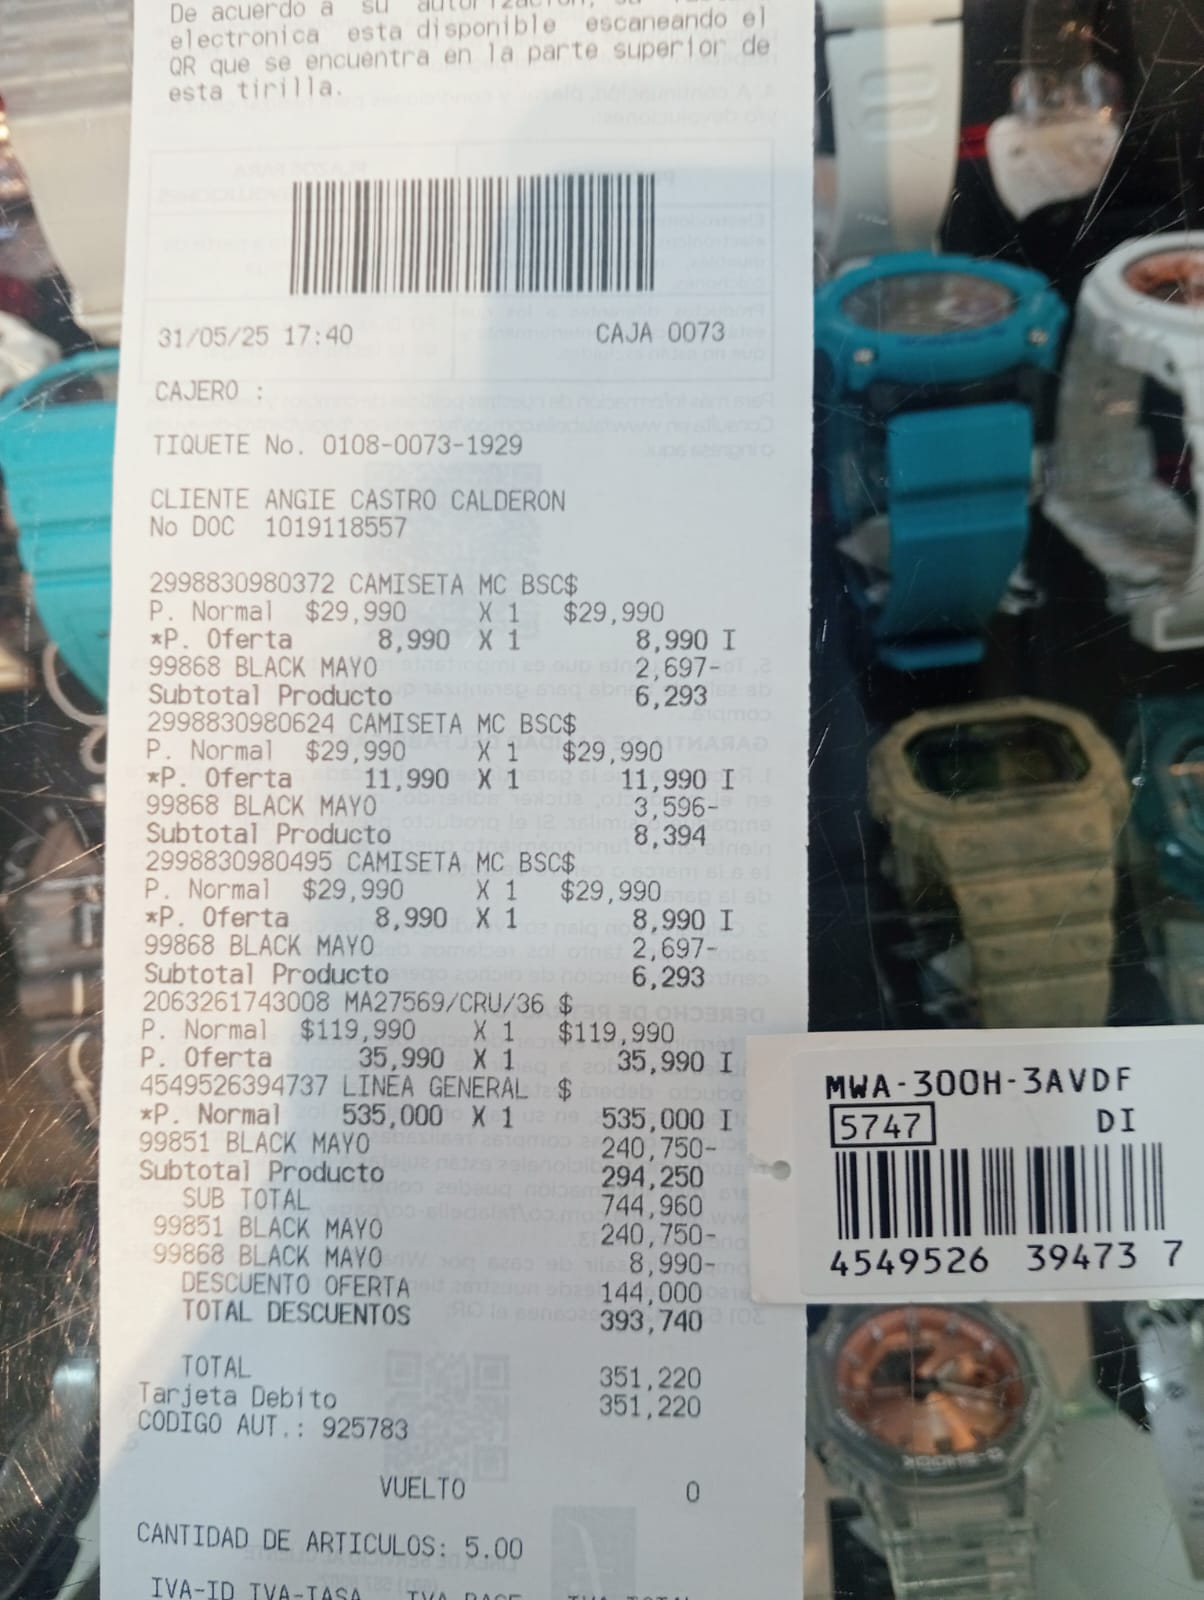 De acuerdo a su
electronica esta disponible escaneando el
QR que se encuentra en la parte superior de
esta tirilla.
31/05/25 17:40 CAJA 0073
CAJERO :
TIQUETE No. 0108-0073-1929
CLIENTE ANGIE CASTRO CALDERON
No DOC 1019118557
2998830980372 CAMISETA MC BSC$
P. Normal $29,990 X 1 $29,990
*P. Oferta 8,990 X 1 8,990 I
99868 BLACK MAYO 2,697-
Subtotal Producto 6,293
2998830980624 CAMISETA MC BSC$
P. Normal $29,990 X 1 $29,990
*P. Oferta 11,990 X 1 11,990 I
99868 BLACK MAYO 3,596-
Subtotal Producto 8,394
2998830980495 CAMISETA MC BSC$
P. Normal $29,990 X 1 $29,990
*P. Oferta 8,990 X 1 8,990 I
99868 BLACK MAYO 2,697-
Subtotal Producto 6,293
2063261743008 MA27569/CRU/36 $
P. Normal $119,990 X 1 $119,990
P. Oferta 35,990 X 1 35,990 I
4549526394737 LINEA GENERAL $
*P. Normal 535,000 X 1 535,000 I
99851 BLACK MAYO 240,750-
Subtotal Producto 294,250
SUB TOTAL 744,960
99851 BLACK MAYO 240,750-
99868 BLACK MAYO 8,990-
DESCUENTO OFERTA 144,000
TOTAL DESCUENTOS 393,740
TOTAL 351,220
Tarjeta Debito 351,220
CODIGO AUT.: 925783
VUELTO 0
CANTIDAD DE ARTICULOS: 5.00
IVA-ID IVA-TASA IVA BASE IVA TOTAL
MWA-300H-3AVDF
5747 DI
4549526 39473 7
G-SHOCK